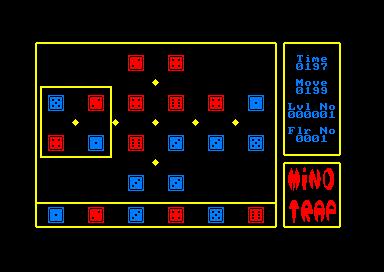 Time
0197
Move
0199
Lvl No
000001
Flr No
0001
MiNO
TRAP